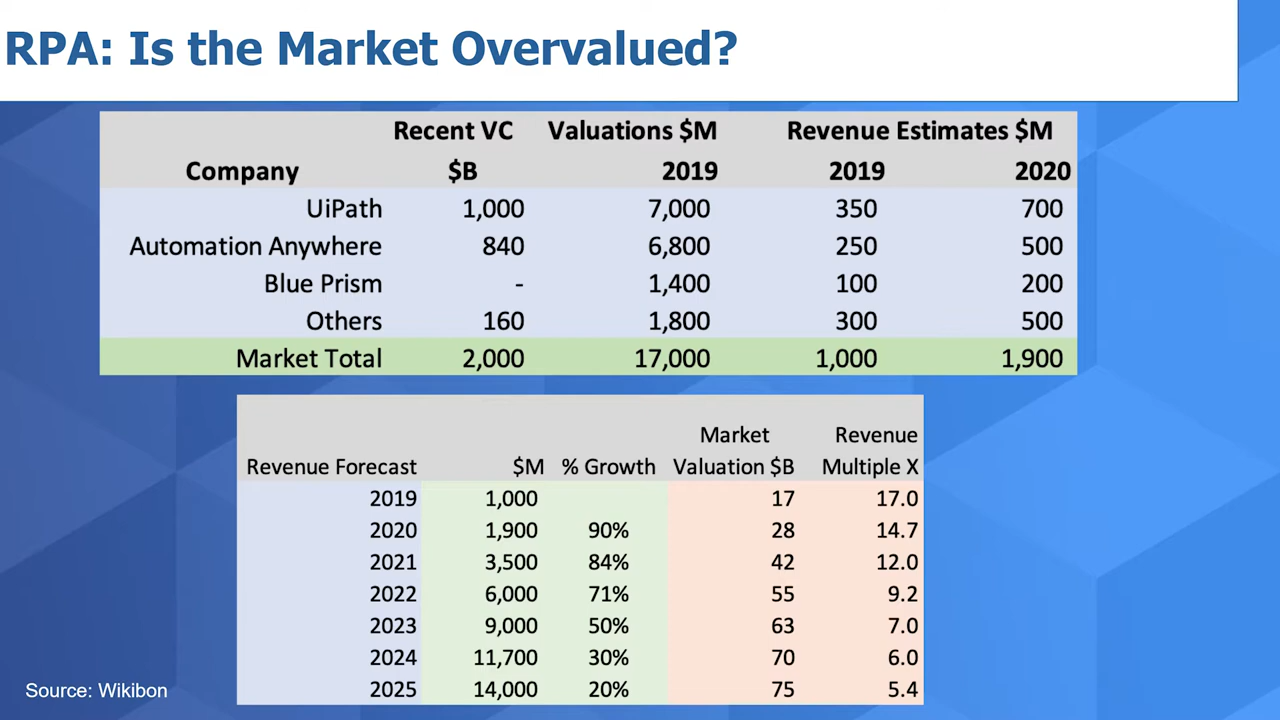 RPA: Is the Market Overvalued?
Recent VC Valuations $M Revenue Estimates $M
Company $B 2019 2019 2020
UiPath 1,000 7,000 350 700
Automation Anywhere 840 6,800 250 500
Blue Prism - 1,400 100 200
Others 160 1,800 300 500
Market Total 2,000 17,000 1,000 1,900
Market Revenue
Revenue Forecast $M % Growth Valuation $B Multiple X
2019 1,000 17 17.0
2020 1,900 90% 28 14.7
2021 3,500 84% 42 12.0
2022 6,000 71% 55 9.2
2023 9,000 50% 63 7.0
2024 11,700 30% 70 6.0
2025 14,000 20% 75 5.4
Source: Wikibon